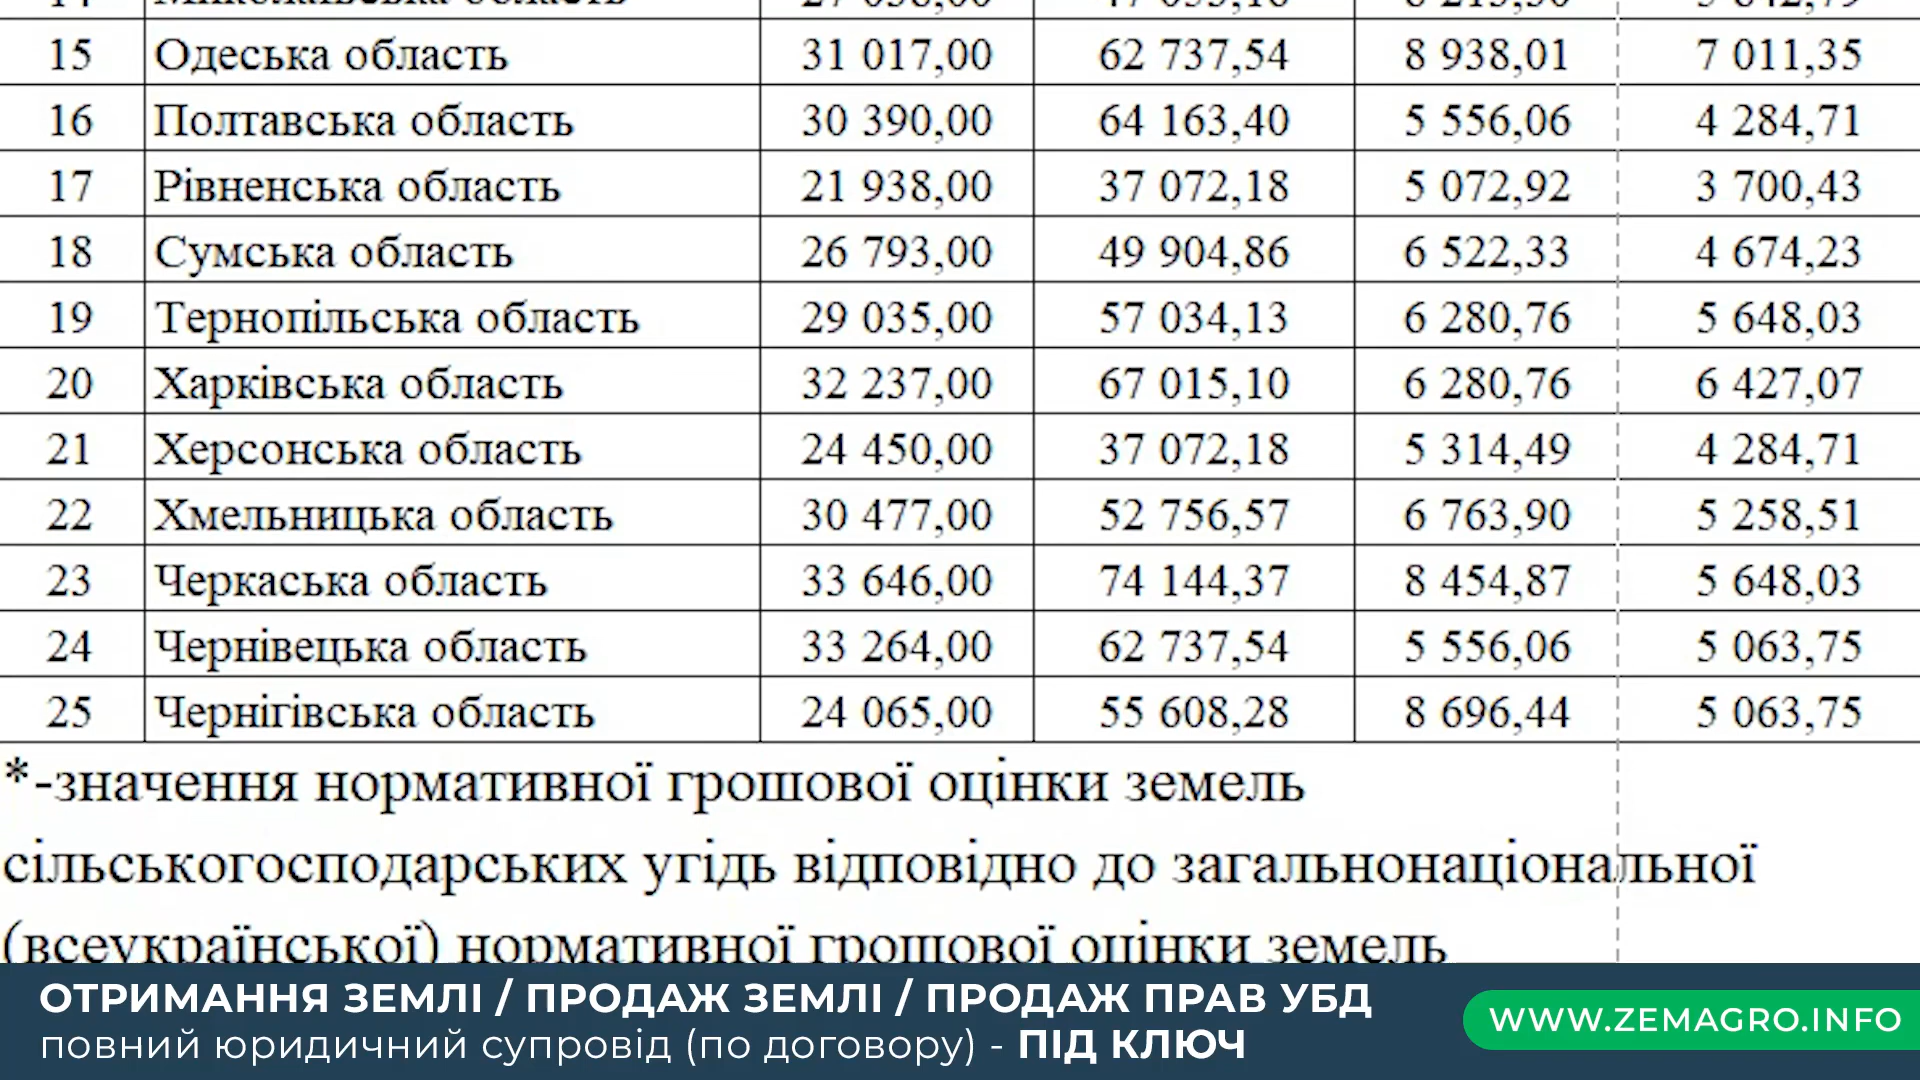 15 Одеська область 31 017,00 62 737,54 8 938,01 7 011,35
16 Полтавська область 30 390,00 64 163,40 5 556,06 4 284,71
17 Рівненська область 21 938,00 37 072,18 5 072,92 3 700,43
18 Сумська область 26 793,00 49 904,86 6 522,33 4 674,23
19 Тернопільська область 29 035,00 57 034,13 6 280,76 5 648,03
20 Харківська область 32 237,00 67 015,10 6 280,76 6 427,07
21 Херсонська область 24 450,00 37 072,18 5 314,49 4 284,71
22 Хмельницька область 30 477,00 52 756,57 6 763,90 5 258,51
23 Черкаська область 33 646,00 74 144,37 8 454,87 5 648,03
24 Чернівецька область 33 264,00 62 737,54 5 556,06 5 063,75
25 Чернігівська область 24 065,00 55 608,28 8 696,44 5 063,75
*-значення нормативної грошової оцінки земель
сільськогосподарських угідь відповідно до загальнонаціональної
(всеукраїнської) нормативної грошової оцінки земель
ОТРИМАННЯ ЗЕМЛІ / ПРОДАЖ ЗЕМЛІ / ПРОДАЖ ПРАВ УБД
повний юридичний супровід (по договору) - ПІД КЛЮЧ
WWW.ZEMAGRO.INFO